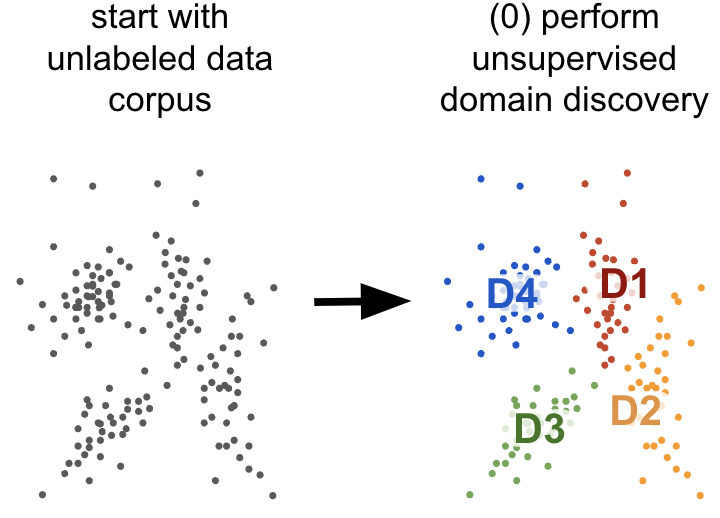 start with
unlabeled data
corpus
(0) perform
unsupervised
domain discovery
D4
D1
D2
D3